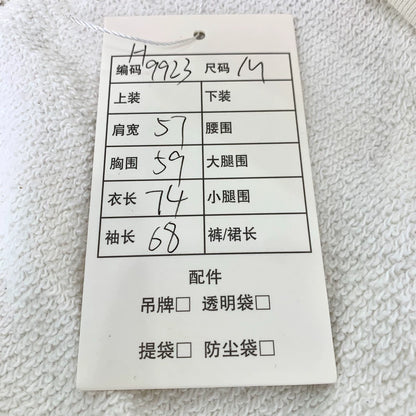 编码 H9923 尺码 M
上装 下装
肩宽 57 腰围
胸围 59 大腿围
衣长 74 小腿围
袖长 68 裤/裙长
配件
吊牌□ 透明袋□
提袋□ 防尘袋□